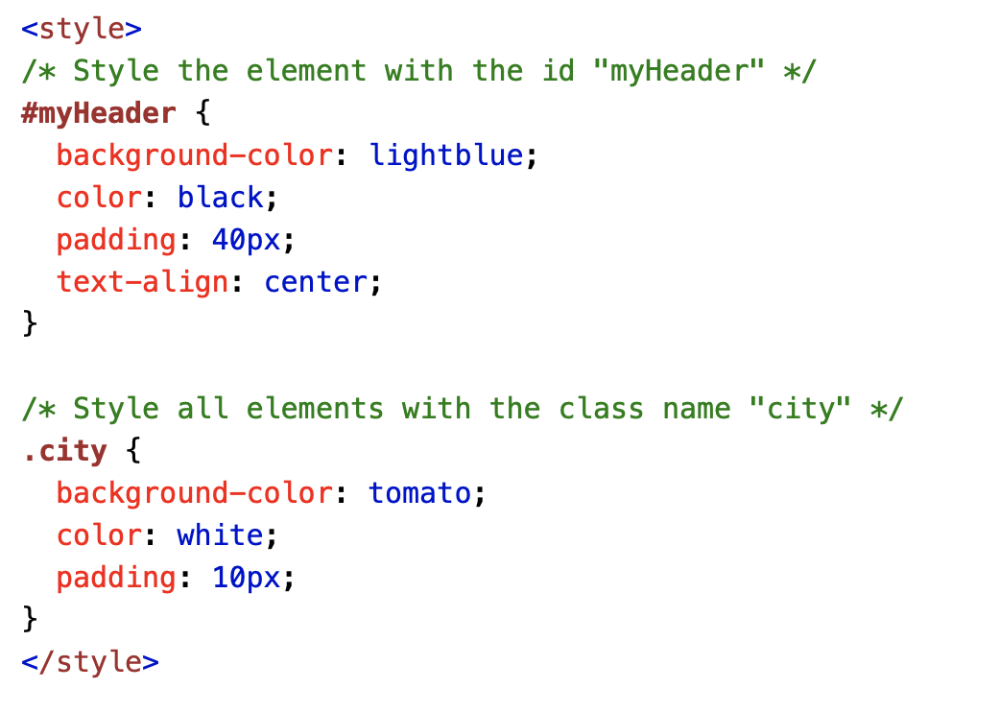 <style>
/* Style the element with the id "myHeader" */
#myHeader {
  background-color: lightblue;
  color: black;
  padding: 40px;
  text-align: center;
}

/* Style all elements with the class name "city" */
.city {
  background-color: tomato;
  color: white;
  padding: 10px;
}
</style>